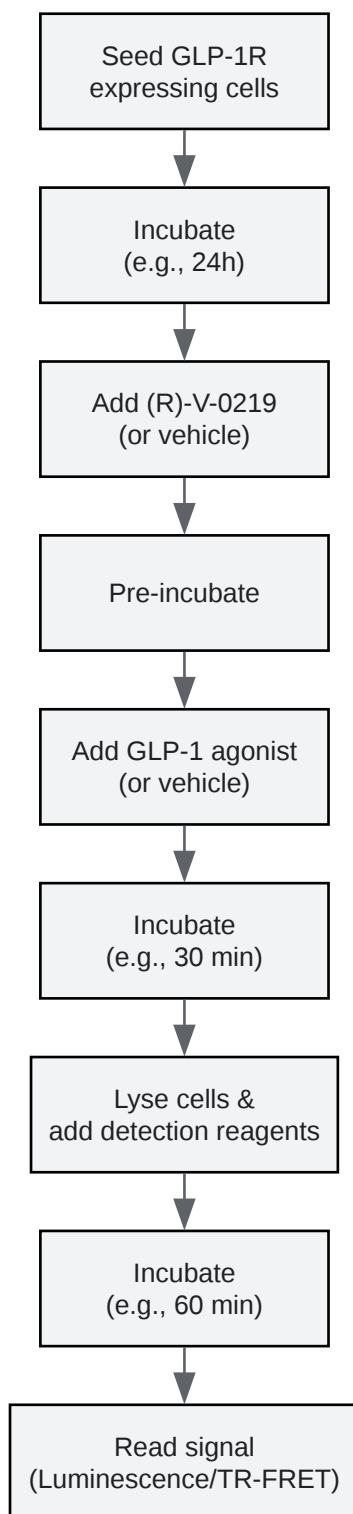 Seed GLP-1R
expressing cells
Incubate
(e.g., 24h)
Add (R)-V-0219
(or vehicle)
Pre-incubate
Add GLP-1 agonist
(or vehicle)
Incubate
(e.g., 30 min)
Lyse cells &
add detection reagents
Incubate
(e.g., 60 min)
Read signal
(Luminescence/TR-FRET)